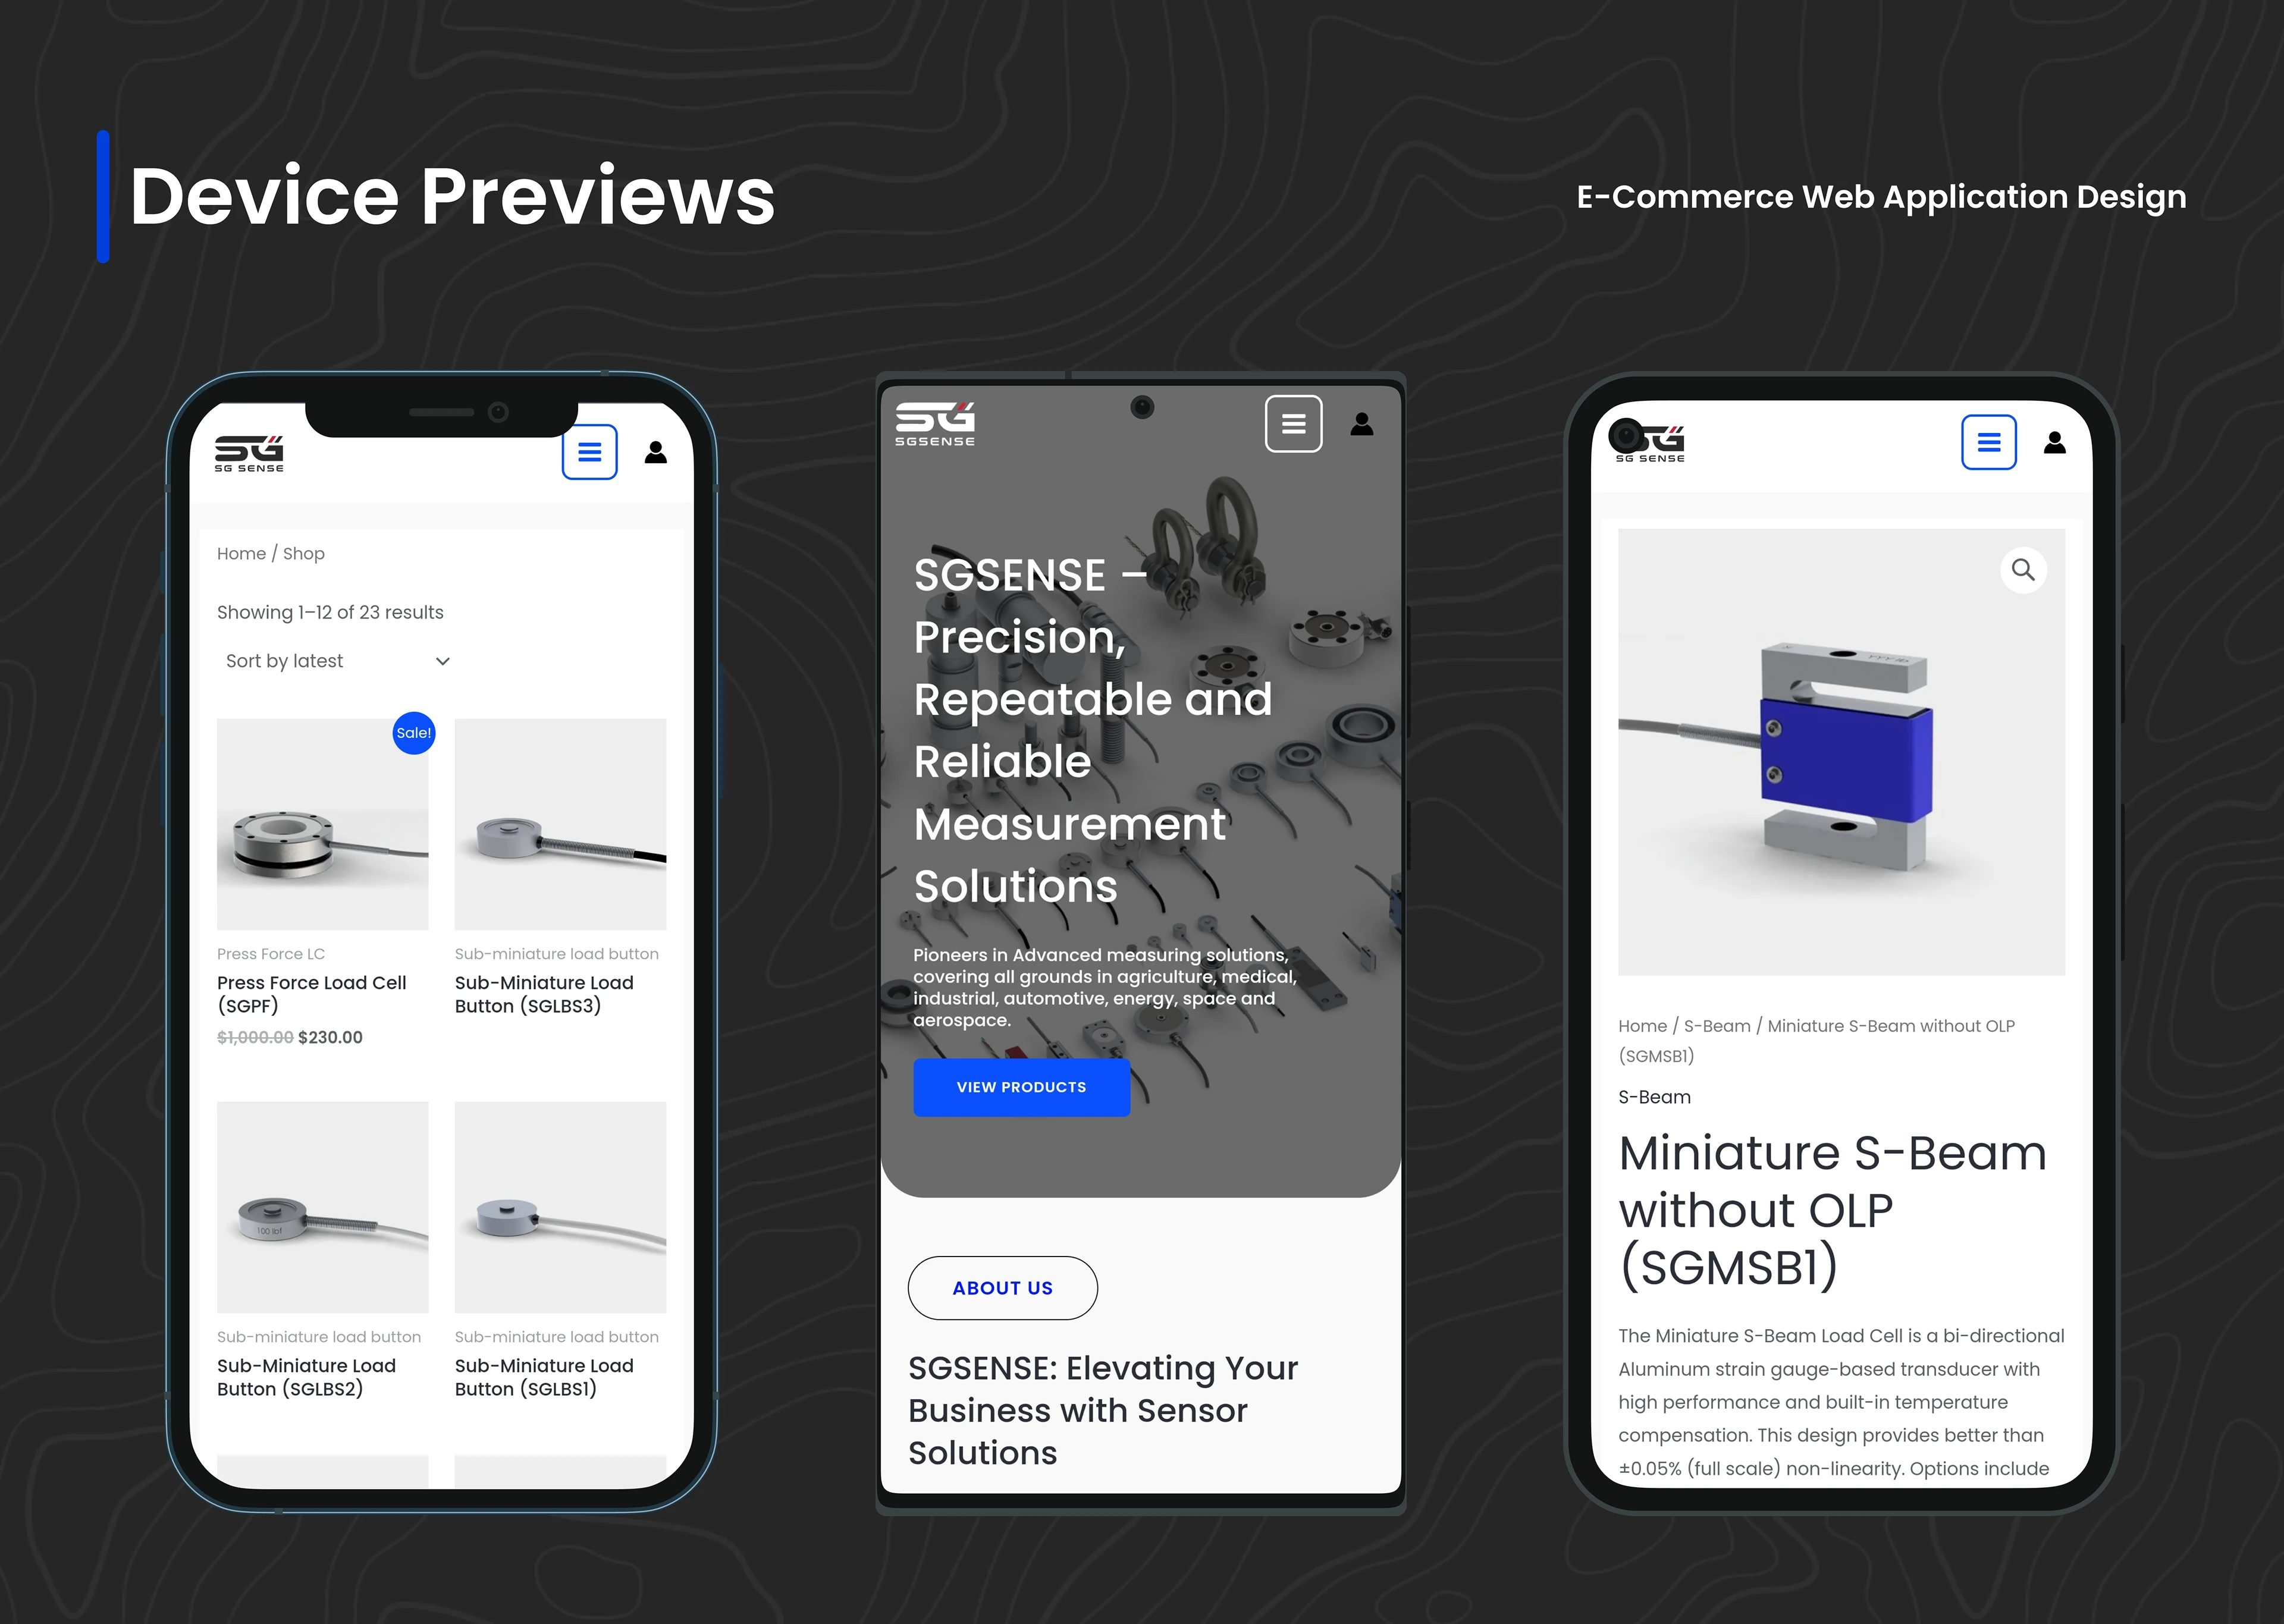 Device Previews
E-Commerce Web Application Design
SG SENSE
Home / Shop
Showing 1–12 of 23 results
Sort by latest
Sale!
Press Force LC
Press Force Load Cell
(SGPF)
$1,000.00 $230.00
Sub-miniature load button
Sub-Miniature Load
Button (SGLBS3)
100 lbf
Sub-miniature load button
Sub-Miniature Load
Button (SGLBS2)
Sub-miniature load button
Sub-Miniature Load
Button (SGLBS1)
SG
SGSENSE
SGSENSE –
Precision,
Repeatable and
Reliable
Measurement
Solutions
Pioneers in Advanced measuring solutions,
covering all grounds in agriculture, medical,
industrial, automotive, energy, space and
aerospace.
VIEW PRODUCTS
ABOUT US
SGSENSE: Elevating Your
Business with Sensor
Solutions
SG SENSE
Home / S-Beam / Miniature S-Beam without OLP
(SGMSB1)
S-Beam
Miniature S-Beam
without OLP
(SGMSB1)
The Miniature S-Beam Load Cell is a bi-directional
Aluminum strain gauge-based transducer with
high performance and built-in temperature
compensation. This design provides better than
±0.05% (full scale) non-linearity. Options include